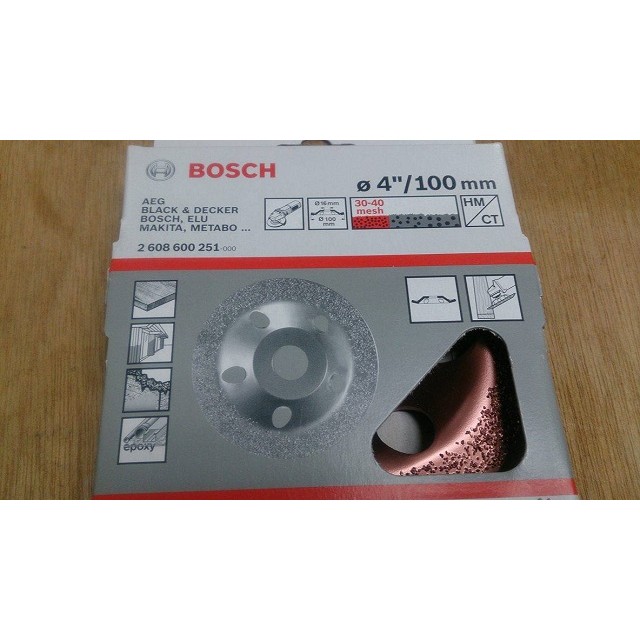 BOSCH
ø 4"/100 mm
AEG
BLACK & DECKER
BOSCH, ELU
MAKITA, METABO ...
2 608 600 251-000
Ø 16 mm
Ø 100
mm
30-40
mesh
HM/
CT
epoxy